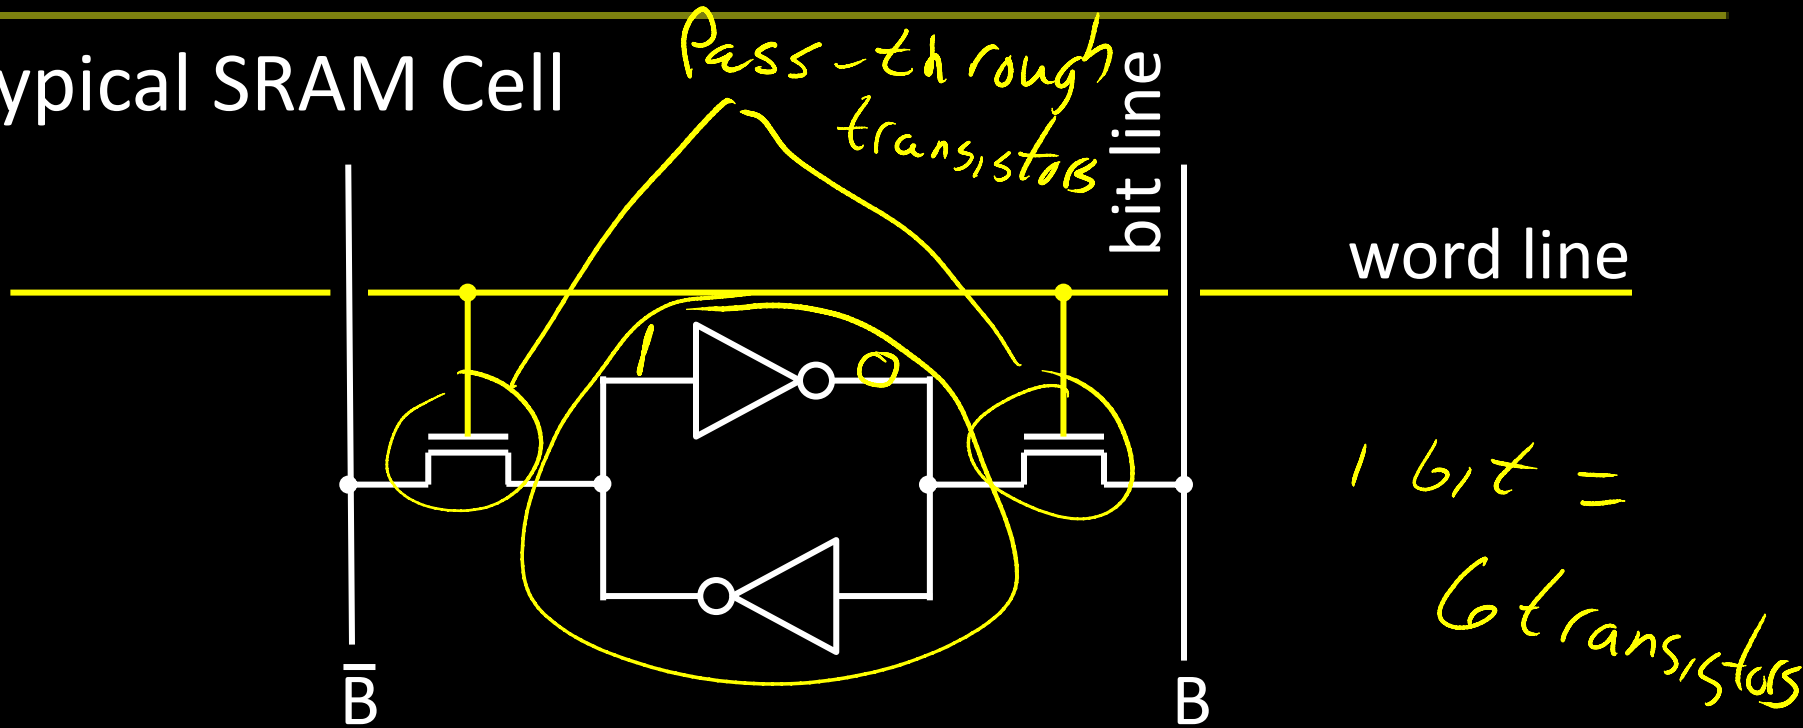 ypical SRAM Cell
Pass-through
transistors
bit line
word line
1 0
1 bit =
6 transistors
B̅
B